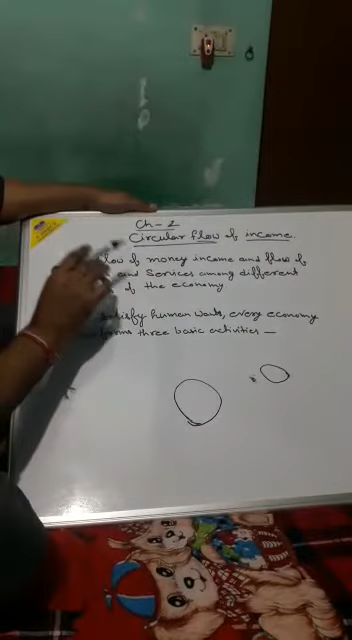 Ch - 2
Circular flow of income.
low of money income and flow of
and Services among different
of the economy
satisfy human wants, every economy
forms three basic activities —